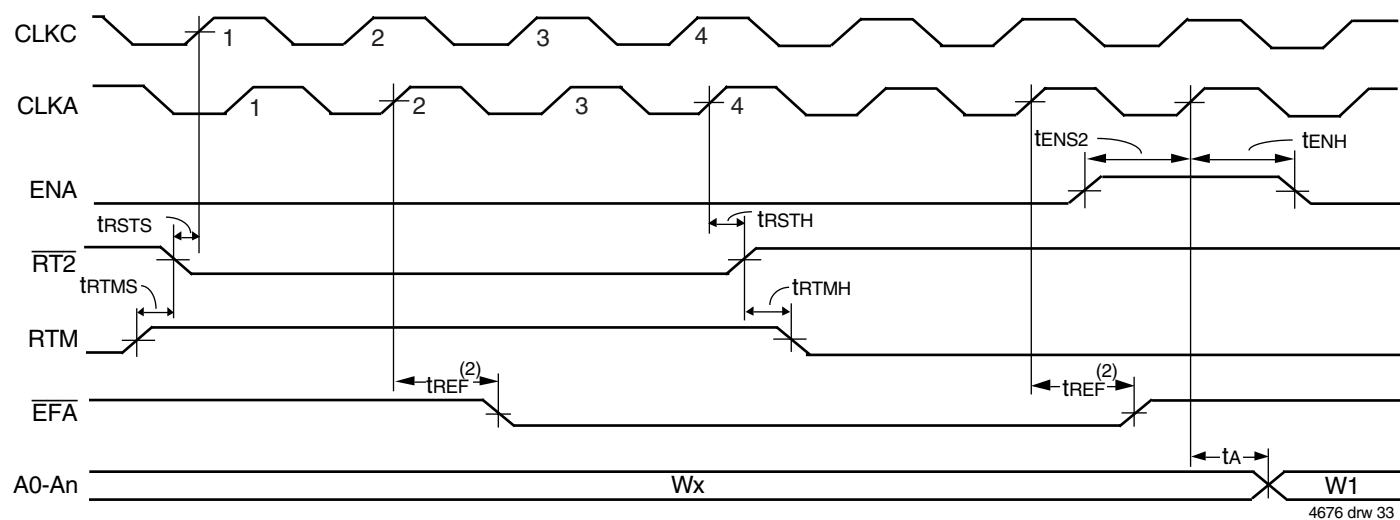 CLKC 1 2 3 4
CLKA 1 2 3 4
tENS2 tENH
ENA
tRSTS tRSTH
RT2
tRTMS tRTMH
RTM
tREF(2) tREF(2)
EFA
tA
A0-An Wx W1
4676 drw 33